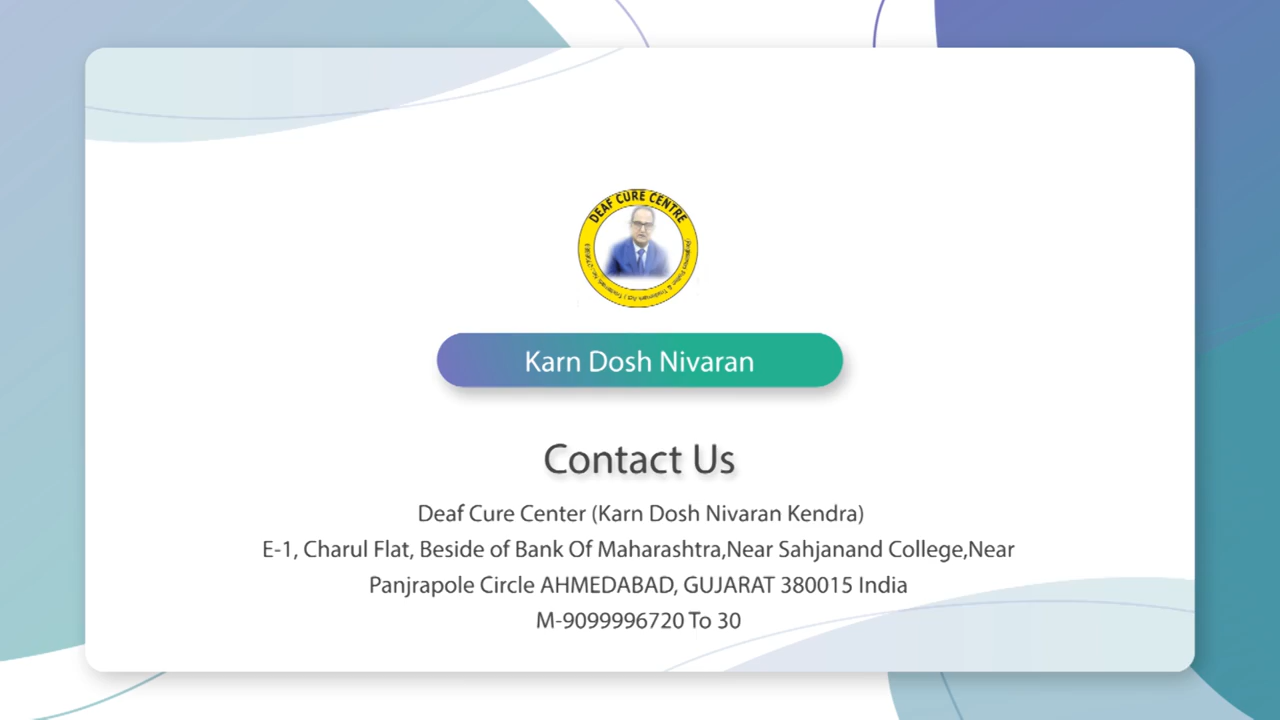 DEAF CURE CENTRE
Karn Dosh Nivaran
Contact Us
Deaf Cure Center (Karn Dosh Nivaran Kendra)
E-1, Charul Flat, Beside of Bank Of Maharashtra,Near Sahjanand College,Near
Panjrapole Circle AHMEDABAD, GUJARAT 380015 India
M-9099996720 To 30